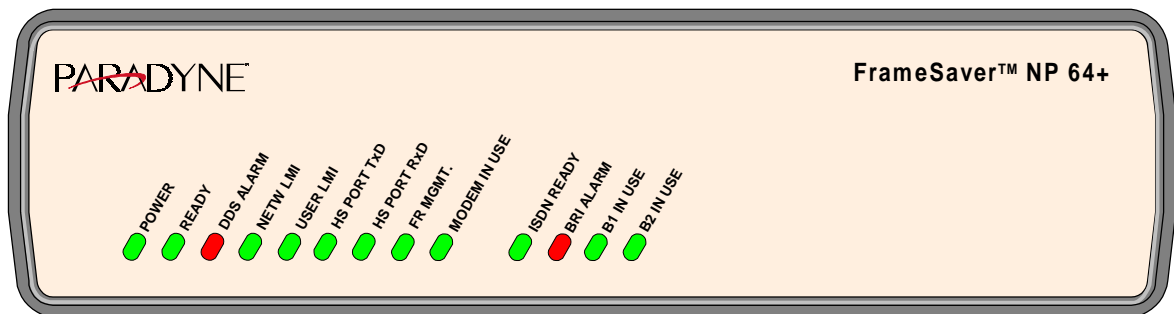 PARADYNE
FrameSaver™ NP 64+
POWER
READY
DDS ALARM
NETW LMI
USER LMI
HS PORT TxD
HS PORT RxD
FR MGMT.
MODEM IN USE
ISDN READY
BRI ALARM
B1 IN USE
B2 IN USE